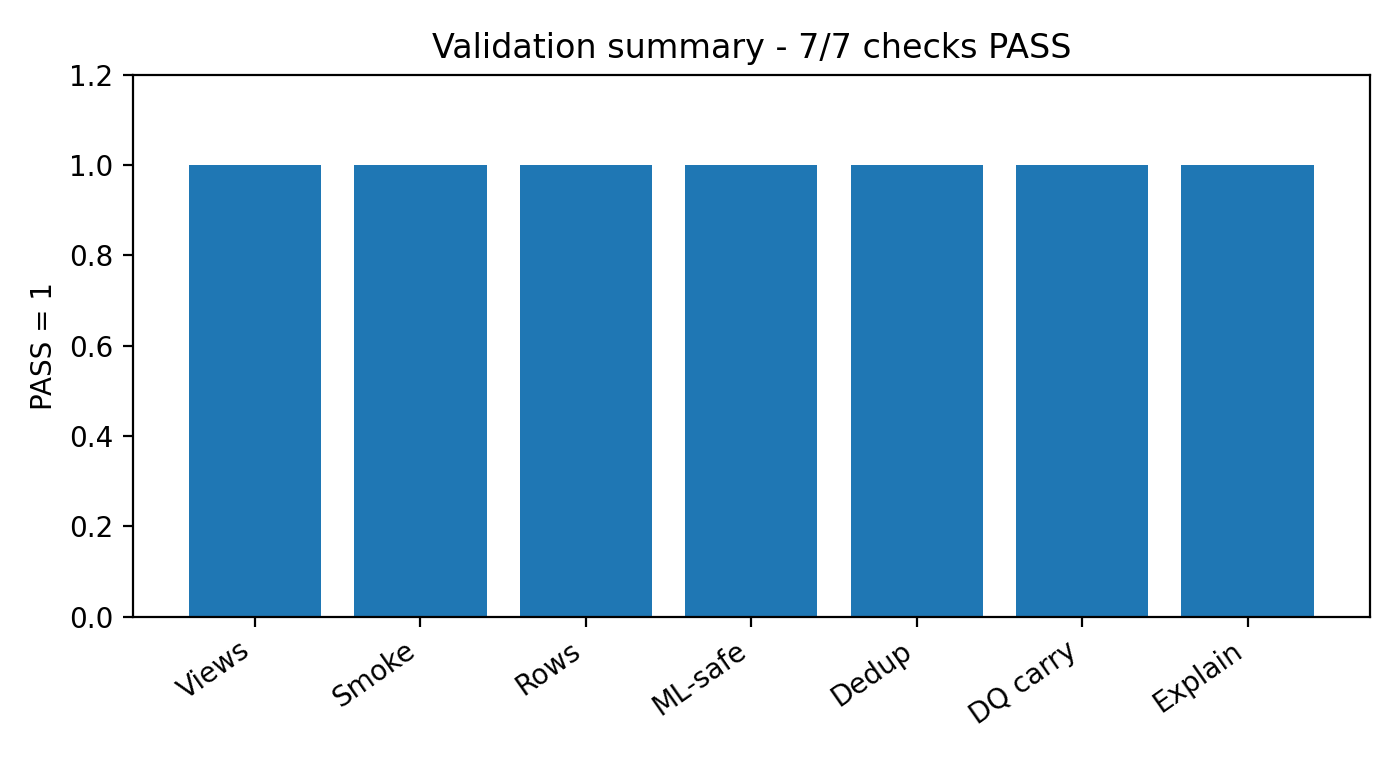 Validation summary - 7/7 checks PASS
1.2
1.0
0.8
0.6
0.4
0.2
0.0
PASS = 1
Views
Smoke
Rows
ML-safe
Dedup
DQ carry
Explain